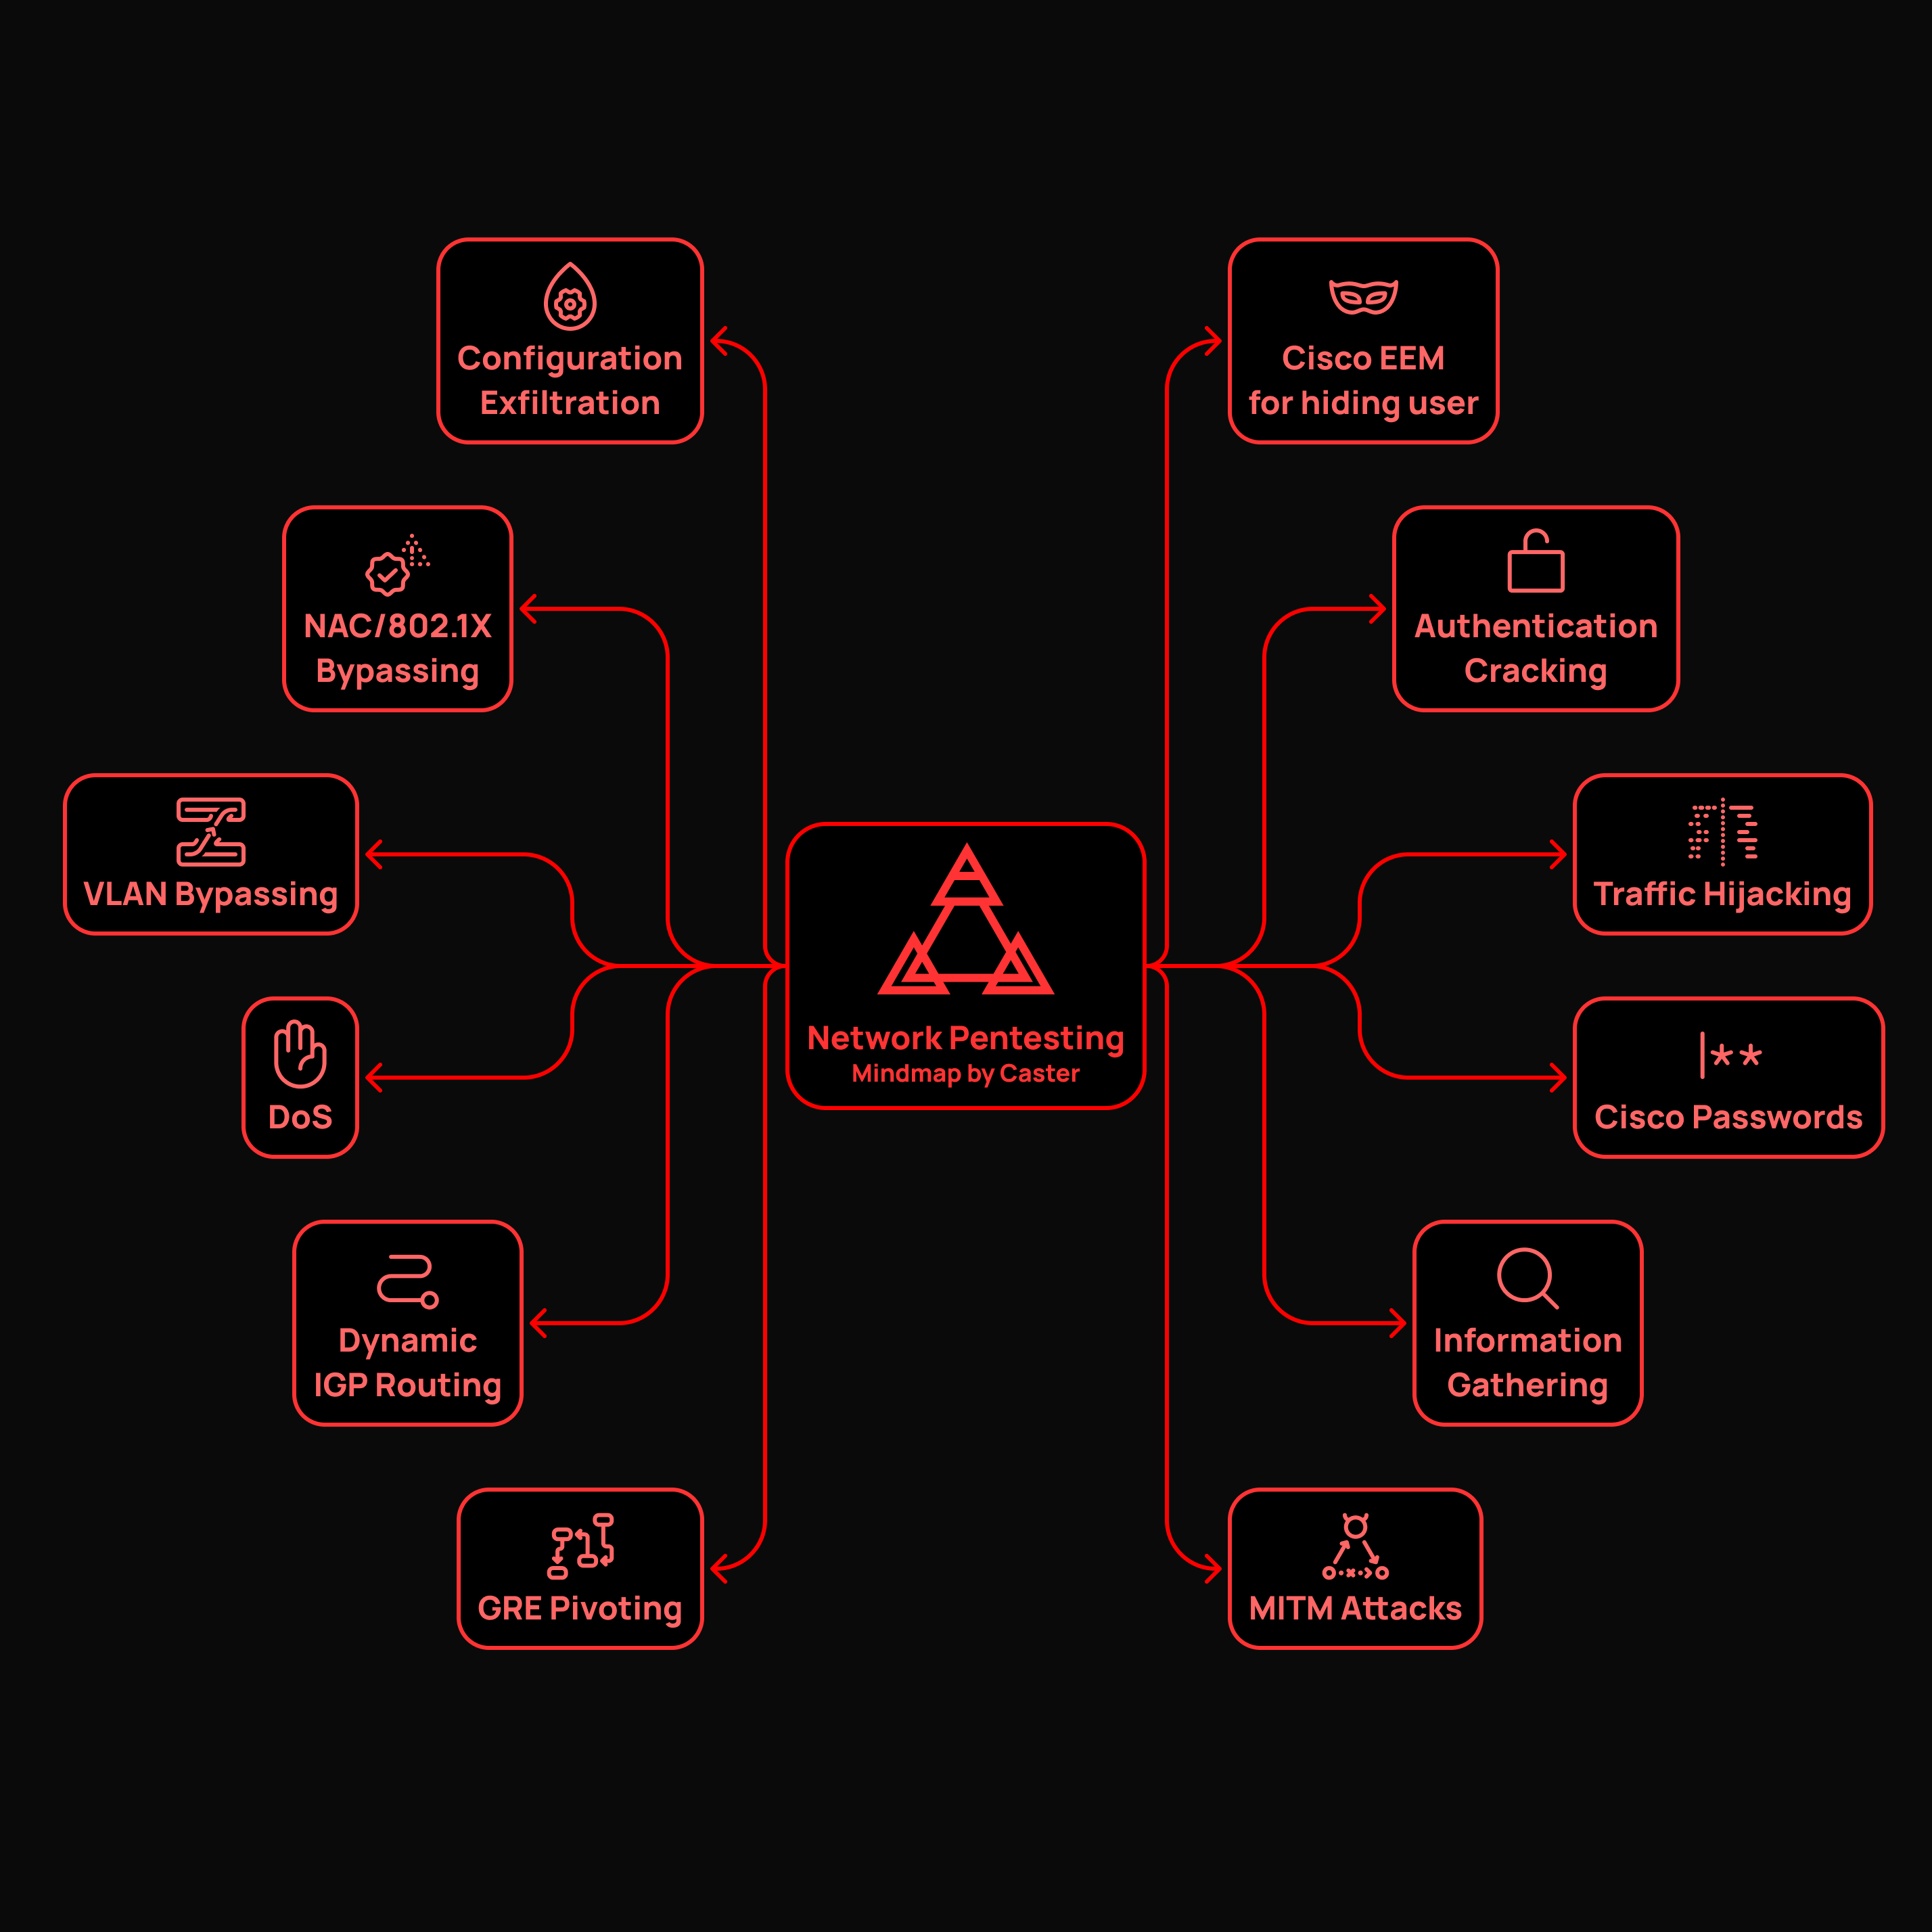 Configuration
Exfiltration
Cisco EEM
for hiding user
NAC/802.1X
Bypassing
Authentication
Cracking
VLAN Bypassing
Traffic Hijacking
Network Pentesting
Mindmap by Caster
DoS
Cisco Passwords
Dynamic
IGP Routing
Information
Gathering
GRE Pivoting
MITM Attacks